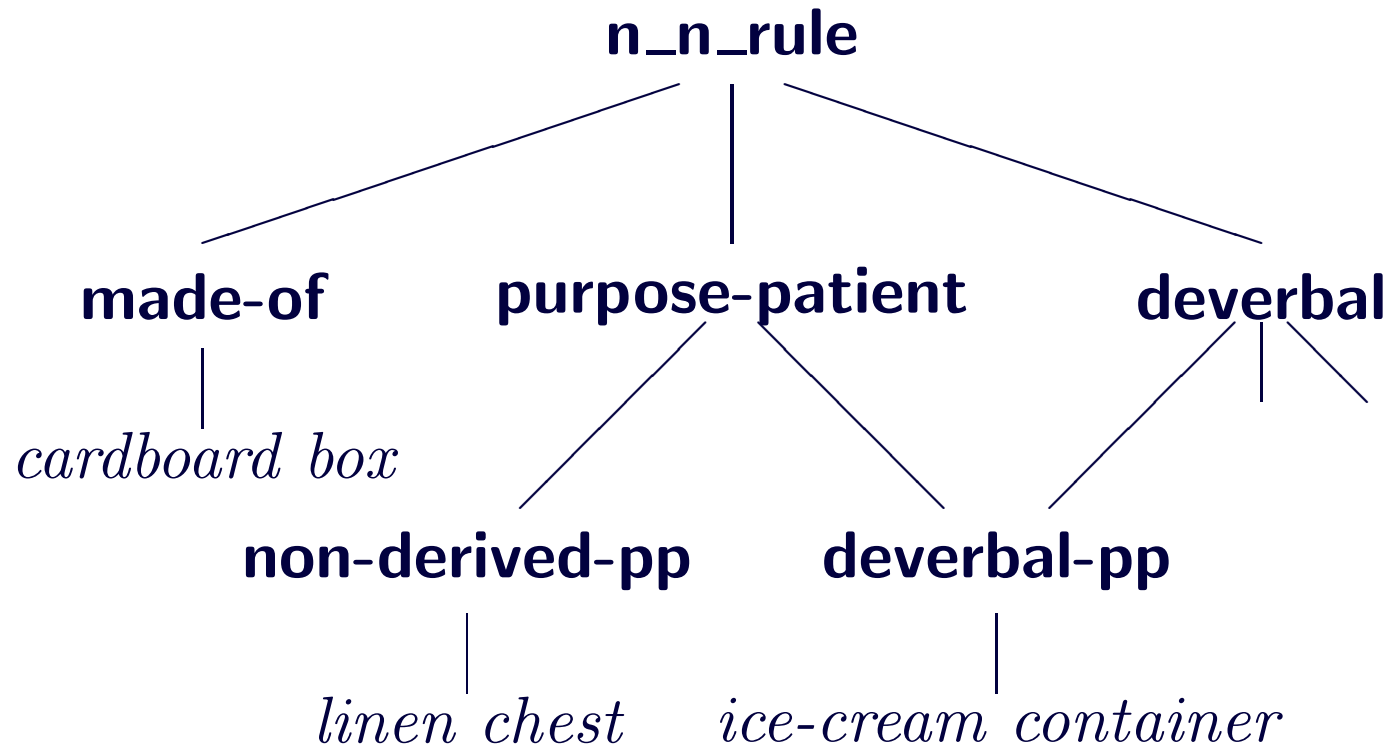 n_n_rule
made-of purpose-patient deverbal
cardboard box
non-derived-pp deverbal-pp
linen chest ice-cream container